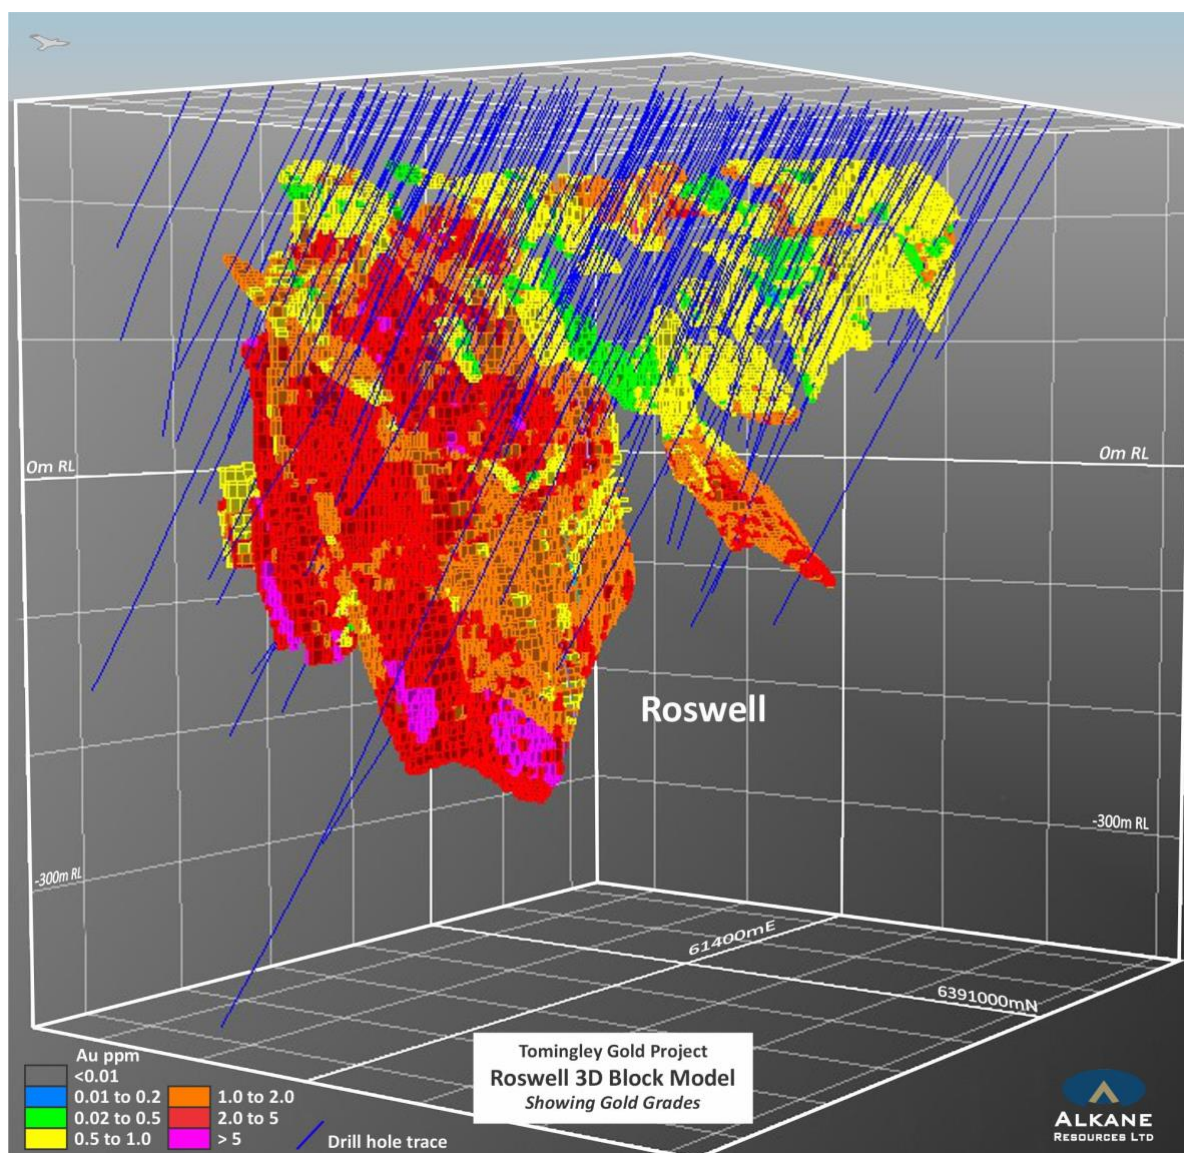 0m RL
0m RL
Roswell
-300m RL
-300m RL
61400mE
6391000mN
Tomingley Gold Project
Roswell 3D Block Model
Showing Gold Grades
Au ppm
<0.01
0.01 to 0.2
0.02 to 0.5
0.5 to 1.0
1.0 to 2.0
2.0 to 5
> 5
Drill hole trace
ALKANE
RESOURCES LTD